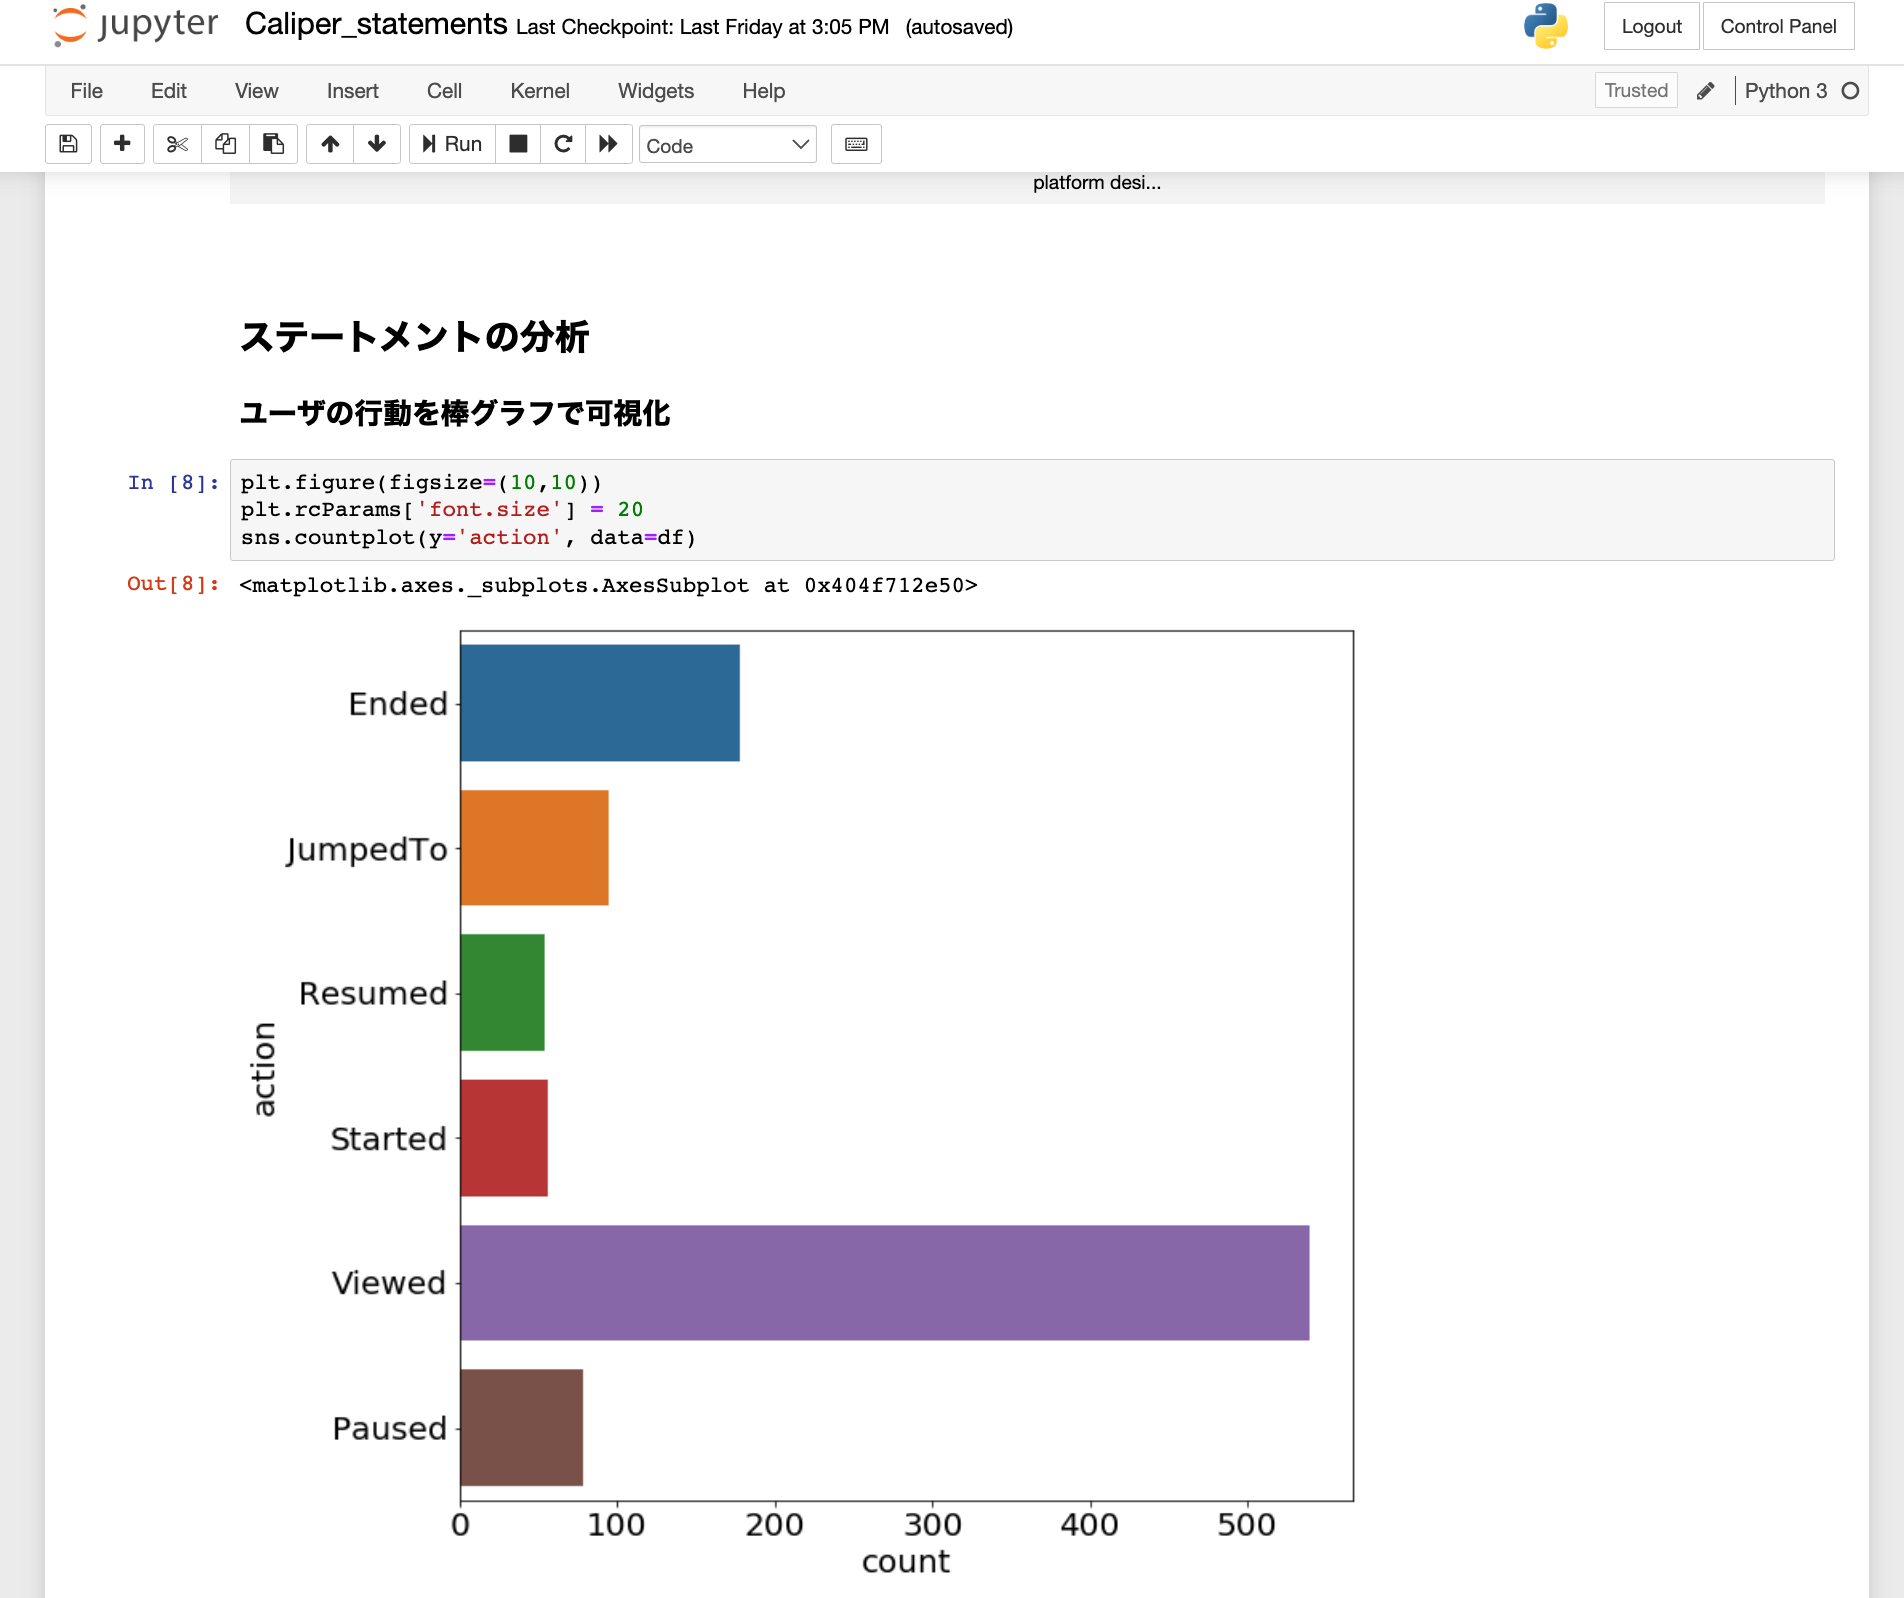 jupyter Caliper_statements Last Checkpoint: Last Friday at 3:05 PM (autosaved) Logout Control Panel
File Edit View Insert Cell Kernel Widgets Help Trusted Python 3
Run Code
platform desi...
ステートメントの分析
ユーザの行動を棒グラフで可視化
In [8]: plt.figure(figsize=(10,10))
plt.rcParams['font.size'] = 20
sns.countplot(y='action', data=df)
Out[8]: <matplotlib.axes._subplots.AxesSubplot at 0x404f712e50>
Ended
JumpedTo
Resumed
action
Started
Viewed
Paused
0 100 200 300 400 500
count